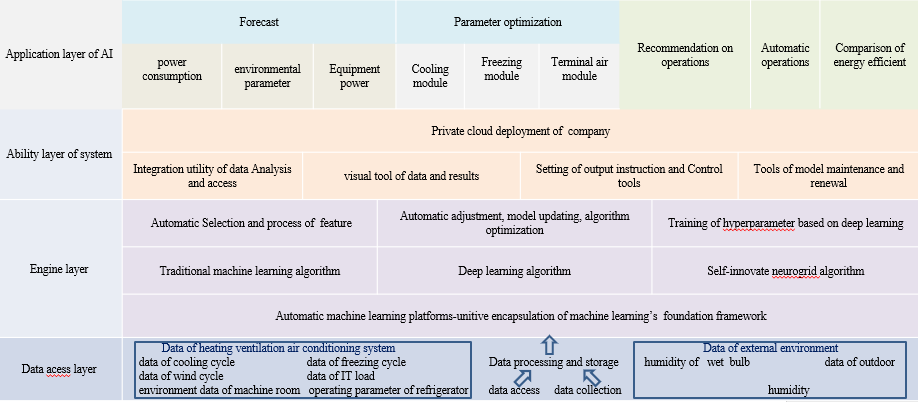 Application layer of AI
Forecast
Parameter optimization
power
consumption
environmental
parameter
Equipment
power
Cooling
module
Freezing
module
Terminal air
module
Recommendation on
operations
Automatic
operations
Comparison of
energy efficient
Ability layer of system
Private cloud deployment of company
Integration utility of data Analysis
and access
visual tool of data and results
Setting of output instruction and Control
tools
Tools of model maintenance and
renewal
Engine layer
Automatic Selection and process of feature
Automatic adjustment, model updating, algorithm
optimization
Training of hyperparameter based on deep learning
Traditional machine learning algorithm
Deep learning algorithm
Self-innovate neurogrid algorithm
Automatic machine learning platforms-unitive encapsulation of machine learning’s foundation framework
Data acess layer
Data of heating ventilation air conditioning system
data of cooling cycle
data of freezing cycle
data of wind cycle
data of IT load
environment data of machine room
operating parameter of refrigerator
Data processing and storage
data access
data collection
Data of external environment
humidity of wet bulb
data of outdoor
humidity